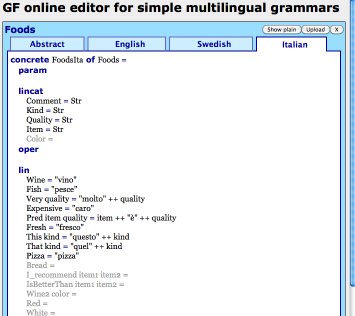 GF online editor for simple multilingual grammars
Foods
Show plain Upload X
Abstract English Swedish Italian
concrete FoodsIta of Foods =
param
lincat
Comment = Str
Kind = Str
Quality = Str
Item = Str
Color =
oper
lin
Wine = "vino"
Fish = "pesce"
Very quality = "molto" ++ quality
Expensive = "caro"
Pred item quality = item ++ "è" ++ quality
Fresh = "fresco"
This kind = "questo" ++ kind
That kind = "quel" ++ kind
Pizza = "pizza"
Bread =
I_recommend item1 item2 =
IsBetterThan item1 item2 =
Wine2 color =
Red =
White =